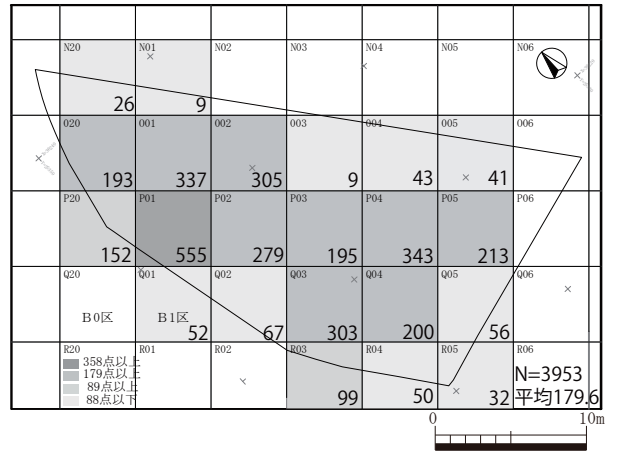 N20 N01 N02 N03 N04 N05 N06
26 9
O20 O01 O02 O03 O04 O05 O06
193 337 305 9 43 41
P20 P01 P02 P03 P04 P05 P06
152 555 279 195 343 213
Q20 Q01 Q02 Q03 Q04 Q05 Q06
B0区 B1区
52 67 303 200 56
R20 R01 R02 R03 R04 R05 R06
358点以上
179点以上
89点以上
88点以下
99 50 32
N=3953
平均179.6
0 10m